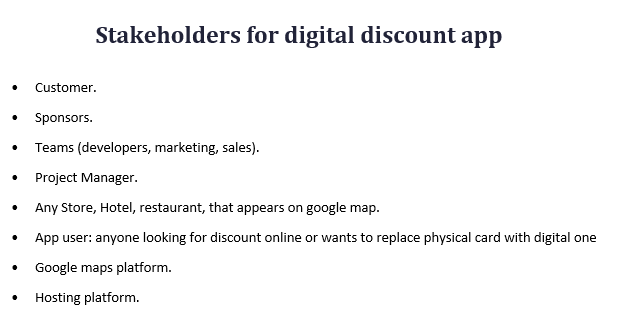 Stakeholders for digital discount app
• Customer.
• Sponsors.
• Teams (developers, marketing, sales).
• Project Manager.
• Any Store, Hotel, restaurant, that appears on google map.
• App user: anyone looking for discount online or wants to replace physical card with digital one
• Google maps platform.
• Hosting platform.